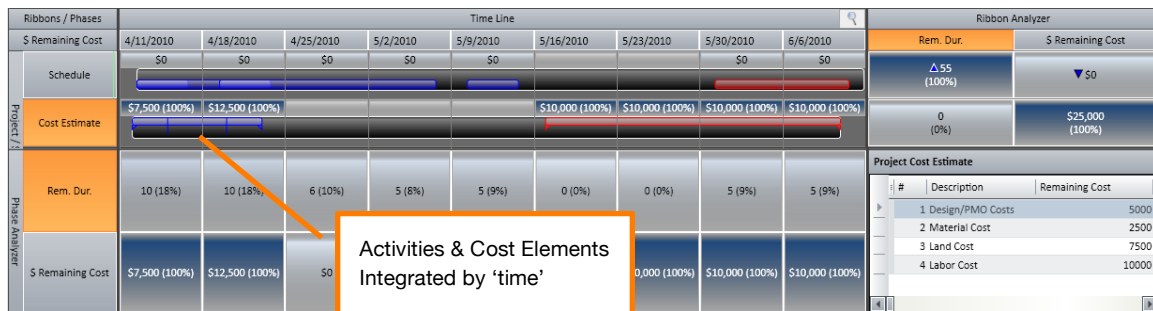 Ribbons / Phases Time Line Ribbon Analyzer
$ Remaining Cost 4/11/2010 4/18/2010 4/25/2010 5/2/2010 5/9/2010 5/16/2010 5/23/2010 5/30/2010 6/6/2010 Rem. Dur. $ Remaining Cost
Project /
Schedule $0 $0 $0 $0 $0 $0 $0 55 $0
(100%)
Cost Estimate $7,500 (100%) $12,500 (100%) $10,000 (100%) $10,000 (100%) $10,000 (100%) $10,000 (100%) 0 $25,000
(0%) (100%)
Phase Analyzer
Rem. Dur. 10 (18%) 10 (18%) 6 (10%) 5 (8%) 5 (9%) 0 (0%) 0 (0%) 5 (9%) 5 (9%)
$ Remaining Cost $7,500 (100%) $12,500 (100%) $0 (100%) $10,000 (100%) $10,000 (100%)
Activities & Cost Elements
Integrated by ‘time’
Project Cost Estimate
# Description Remaining Cost
1 Design/PMO Costs 5000
2 Material Cost 2500
3 Land Cost 7500
4 Labor Cost 10000